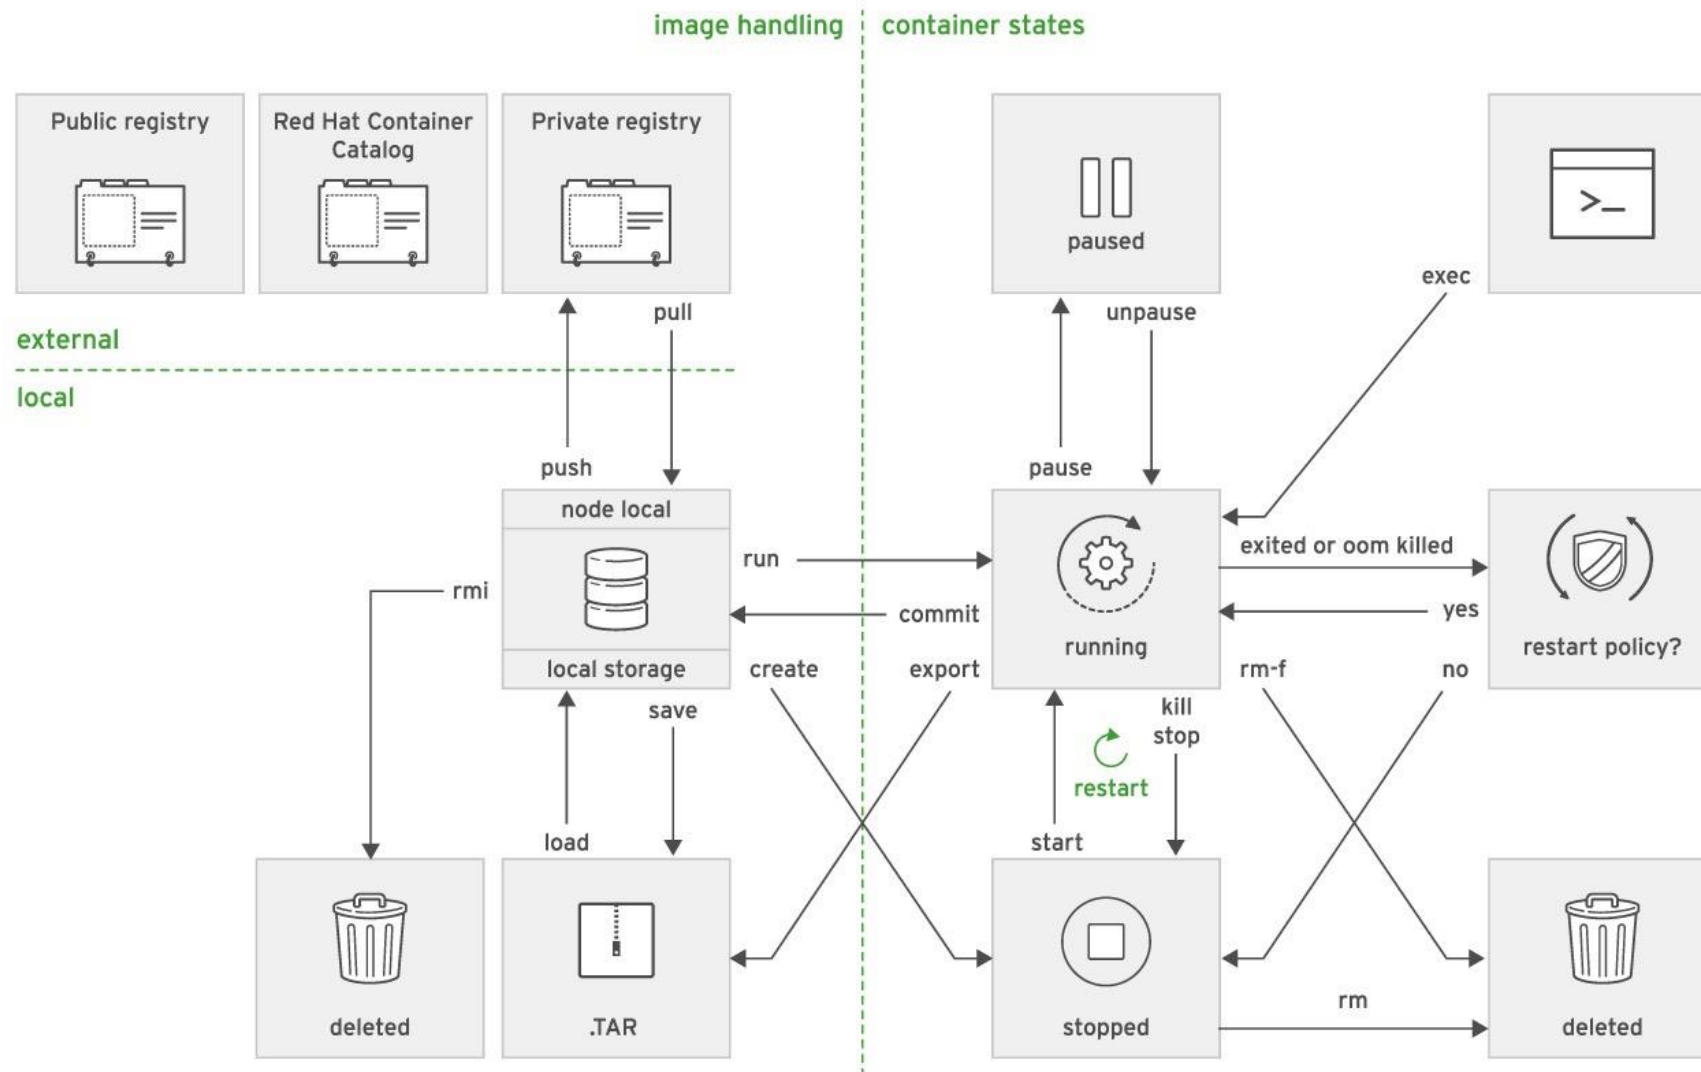 image handling
container states
Public registry
Red Hat Container
Catalog
Private registry
paused
>_
exec
pull
unpause
external
local
push
pause
node local
run
exited or oom killed
rmi
commit
yes
running
restart policy?
local storage
create
export
rm-f
no
save
kill
stop
restart
load
start
rm
deleted
.TAR
stopped
deleted